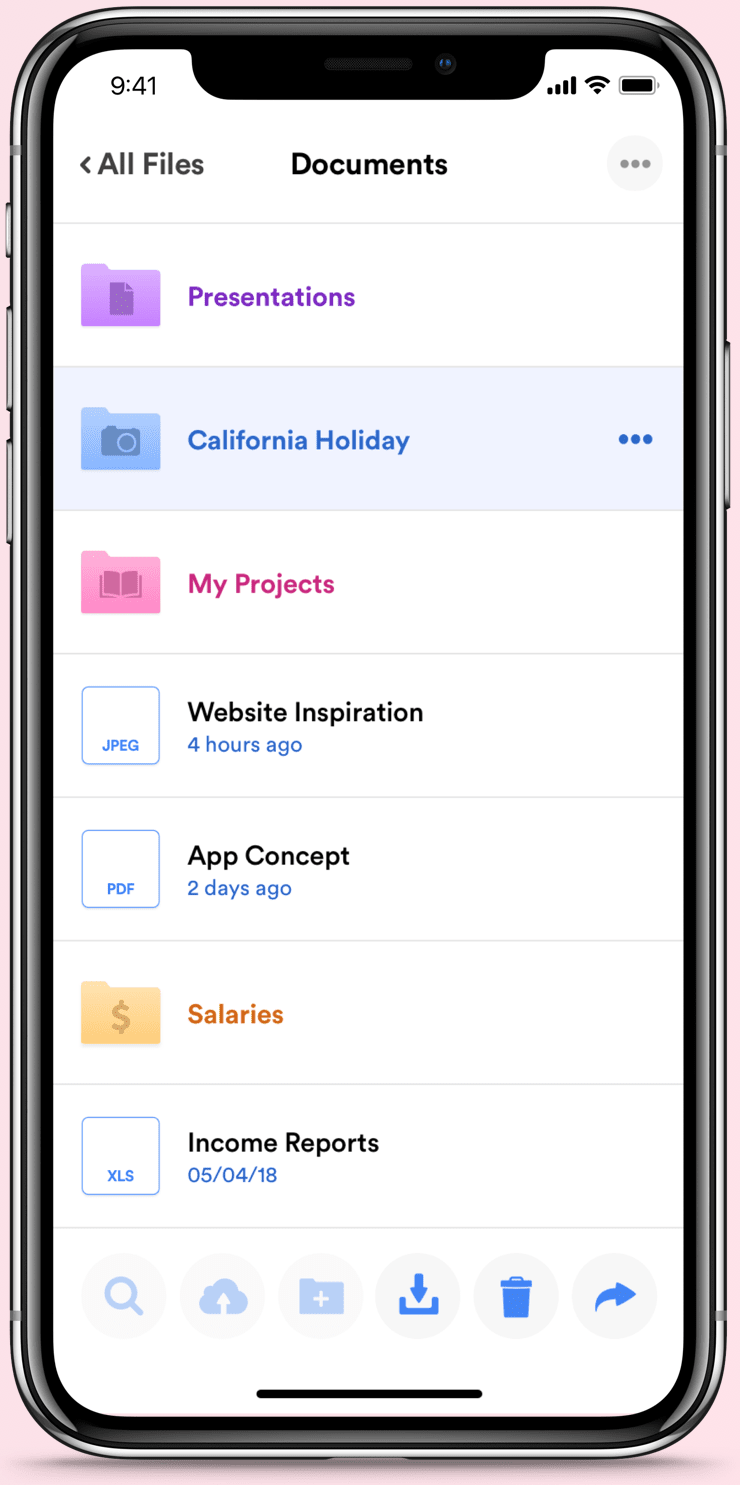 9:41
All Files
Documents
Presentations
California Holiday
My Projects
Website Inspiration
JPEG
4 hours ago
App Concept
PDF
2 days ago
$
Salaries
Income Reports
XLS
05/04/18